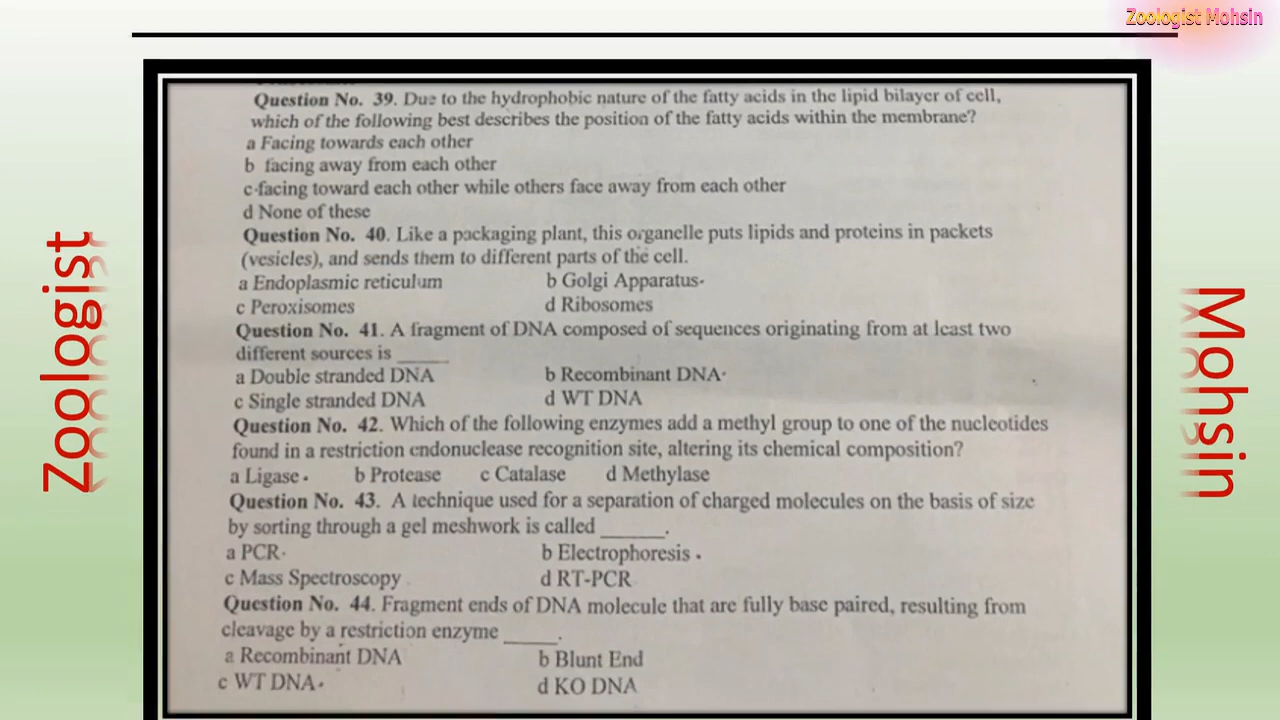 Zoologist Mohsin
Zoologist
Question No. 39. Due to the hydrophobic nature of the fatty acids in the lipid bilayer of cell,
which of the following best describes the position of the fatty acids within the membrane?
a Facing towards each other
b facing away from each other
c facing toward each other while others face away from each other
d None of these
Question No. 40. Like a packaging plant, this organelle puts lipids and proteins in packets
(vesicles), and sends them to different parts of the cell.
a Endoplasmic reticulum b Golgi Apparatus
c Peroxisomes d Ribosomes
Question No. 41. A fragment of DNA composed of sequences originating from at least two
different sources is _____
a Double stranded DNA b Recombinant DNA
c Single stranded DNA d WT DNA
Question No. 42. Which of the following enzymes add a methyl group to one of the nucleotides
found in a restriction endonuclease recognition site, altering its chemical composition?
a Ligase b Protease c Catalase d Methylase
Question No. 43. A technique used for a separation of charged molecules on the basis of size
by sorting through a gel meshwork is called ______.
a PCR b Electrophoresis
c Mass Spectroscopy d RT-PCR
Question No. 44. Fragment ends of DNA molecule that are fully base paired, resulting from
cleavage by a restriction enzyme _____.
a Recombinant DNA b Blunt End
c WT DNA d KO DNA
Mohsin